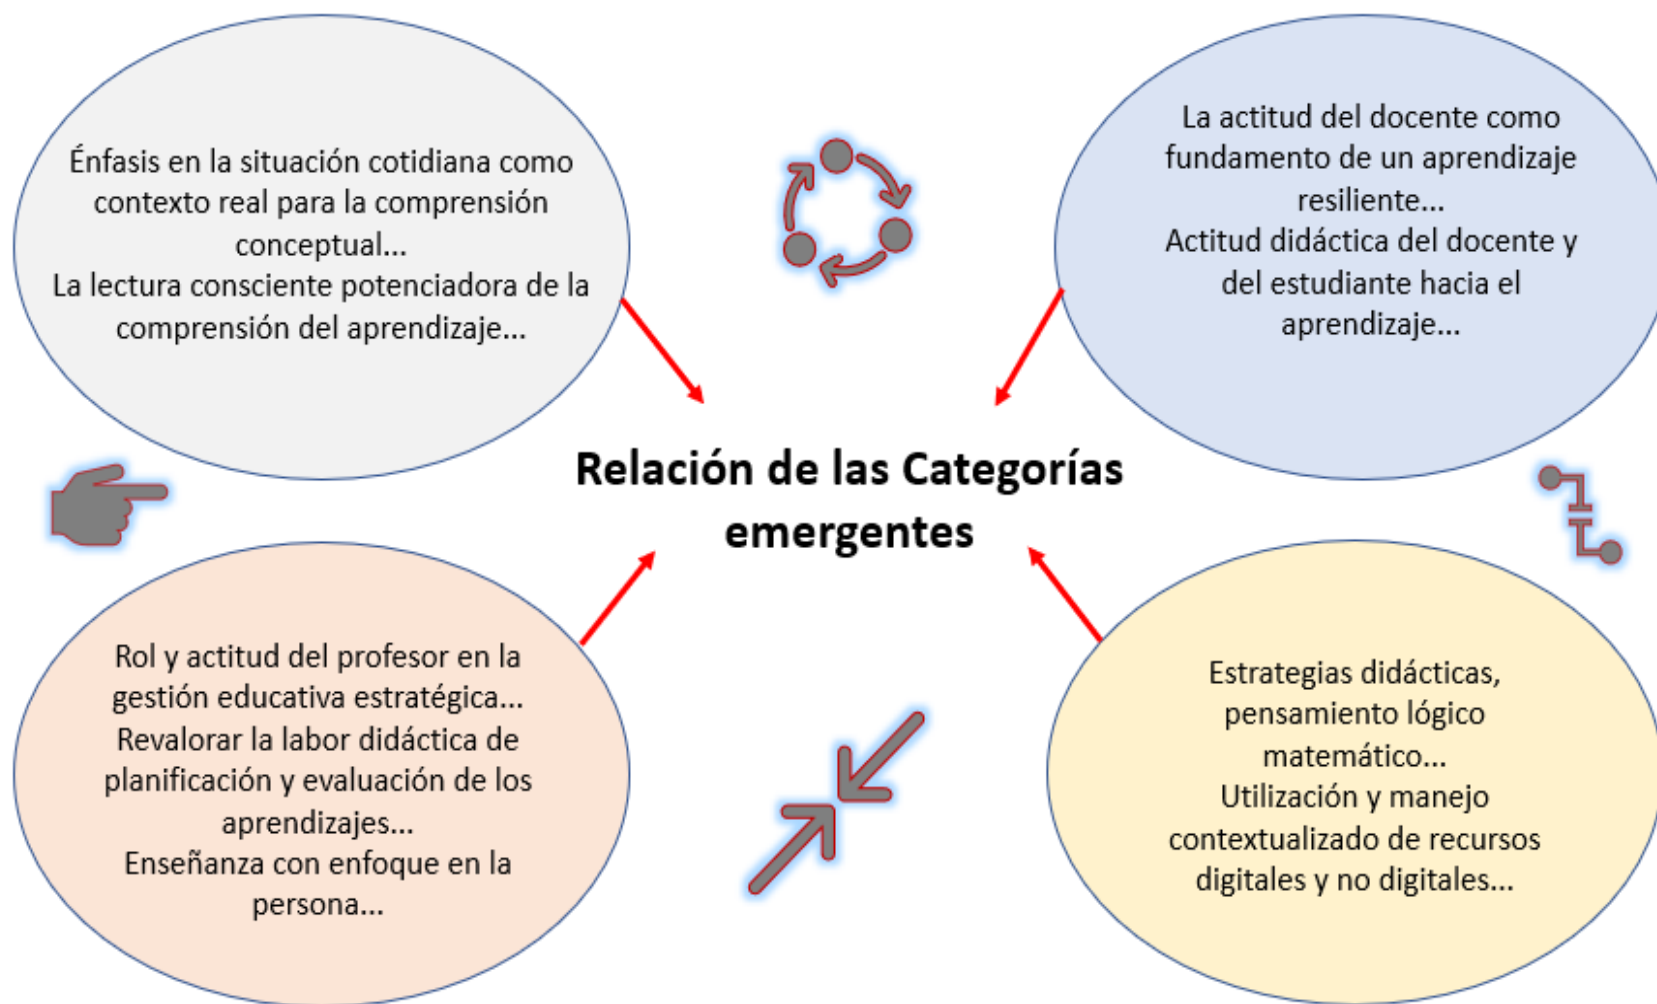 Énfasis en la situación cotidiana como
contexto real para la comprensión
conceptual...
La lectura consciente potenciadora de la
comprensión del aprendizaje...
La actitud del docente como
fundamento de un aprendizaje
resiliente...
Actitud didáctica del docente y
del estudiante hacia el
aprendizaje...
Relación de las Categorías
emergentes
Rol y actitud del profesor en la
gestión educativa estratégica...
Revalorar la labor didáctica de
planificación y evaluación de los
aprendizajes...
Enseñanza con enfoque en la
persona...
Estrategias didácticas,
pensamiento lógico
matemático...
Utilización y manejo
contextualizado de recursos
digitales y no digitales...